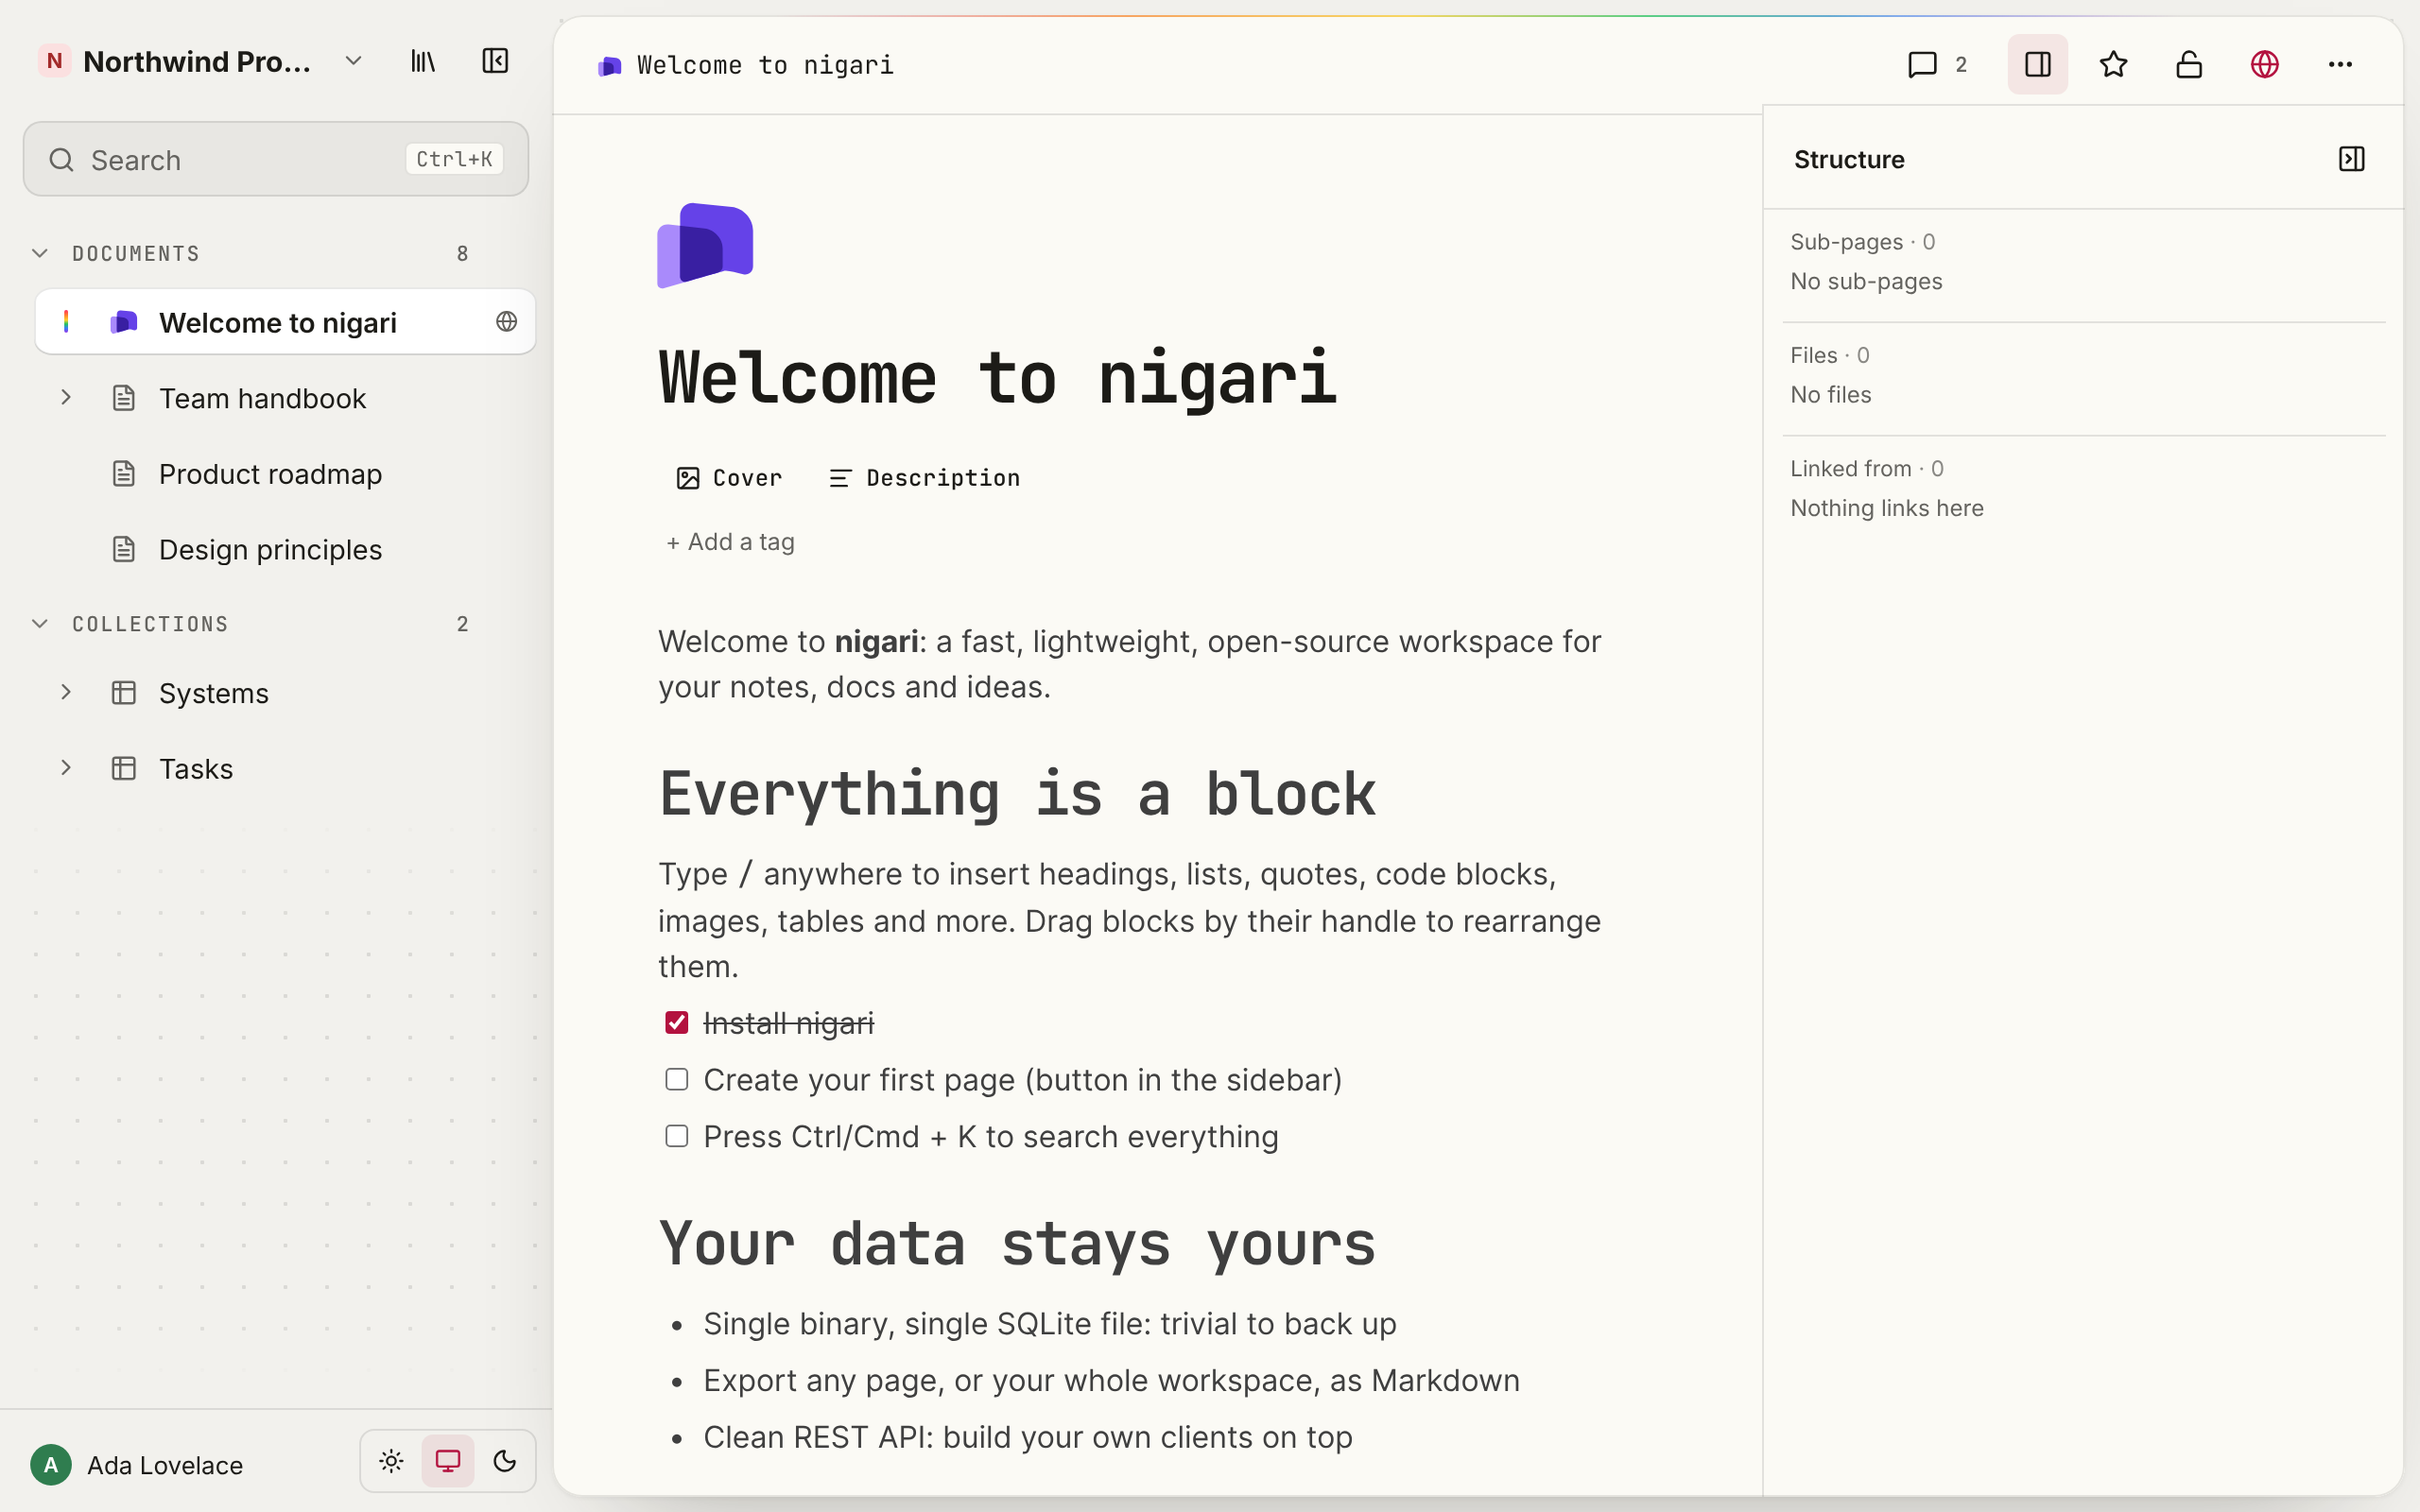 N Northwind Pro...
Search Ctrl+K
DOCUMENTS 8
Welcome to nigari
Team handbook
Product roadmap
Design principles
COLLECTIONS 2
Systems
Tasks
A Ada Lovelace
Welcome to nigari
2
Welcome to nigari
Cover Description
+ Add a tag
Welcome to nigari: a fast, lightweight, open-source workspace for
your notes, docs and ideas.
Everything is a block
Type / anywhere to insert headings, lists, quotes, code blocks,
images, tables and more. Drag blocks by their handle to rearrange
them.
Install nigari
Create your first page (button in the sidebar)
Press Ctrl/Cmd + K to search everything
Your data stays yours
• Single binary, single SQLite file: trivial to back up
• Export any page, or your whole workspace, as Markdown
• Clean REST API: build your own clients on top
Structure
Sub-pages · 0
No sub-pages
Files · 0
No files
Linked from · 0
Nothing links here